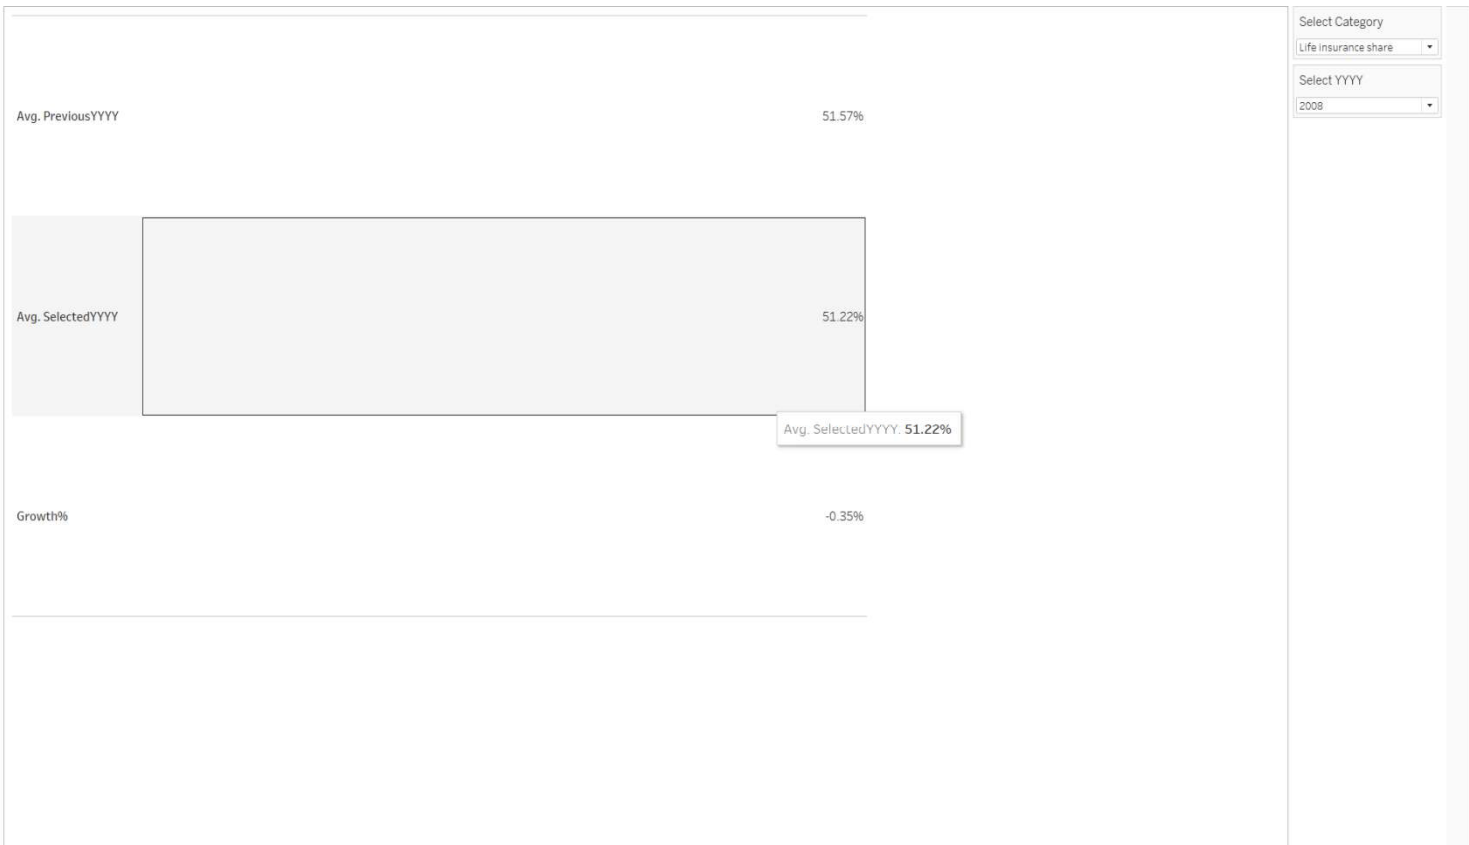 Select Category
Life insurance share
Select YYYY
2008
Avg. PreviousYYYY 51.57%
Avg. SelectedYYYY 51.22%
Avg. SelectedYYYY: 51.22%
Growth% -0.35%